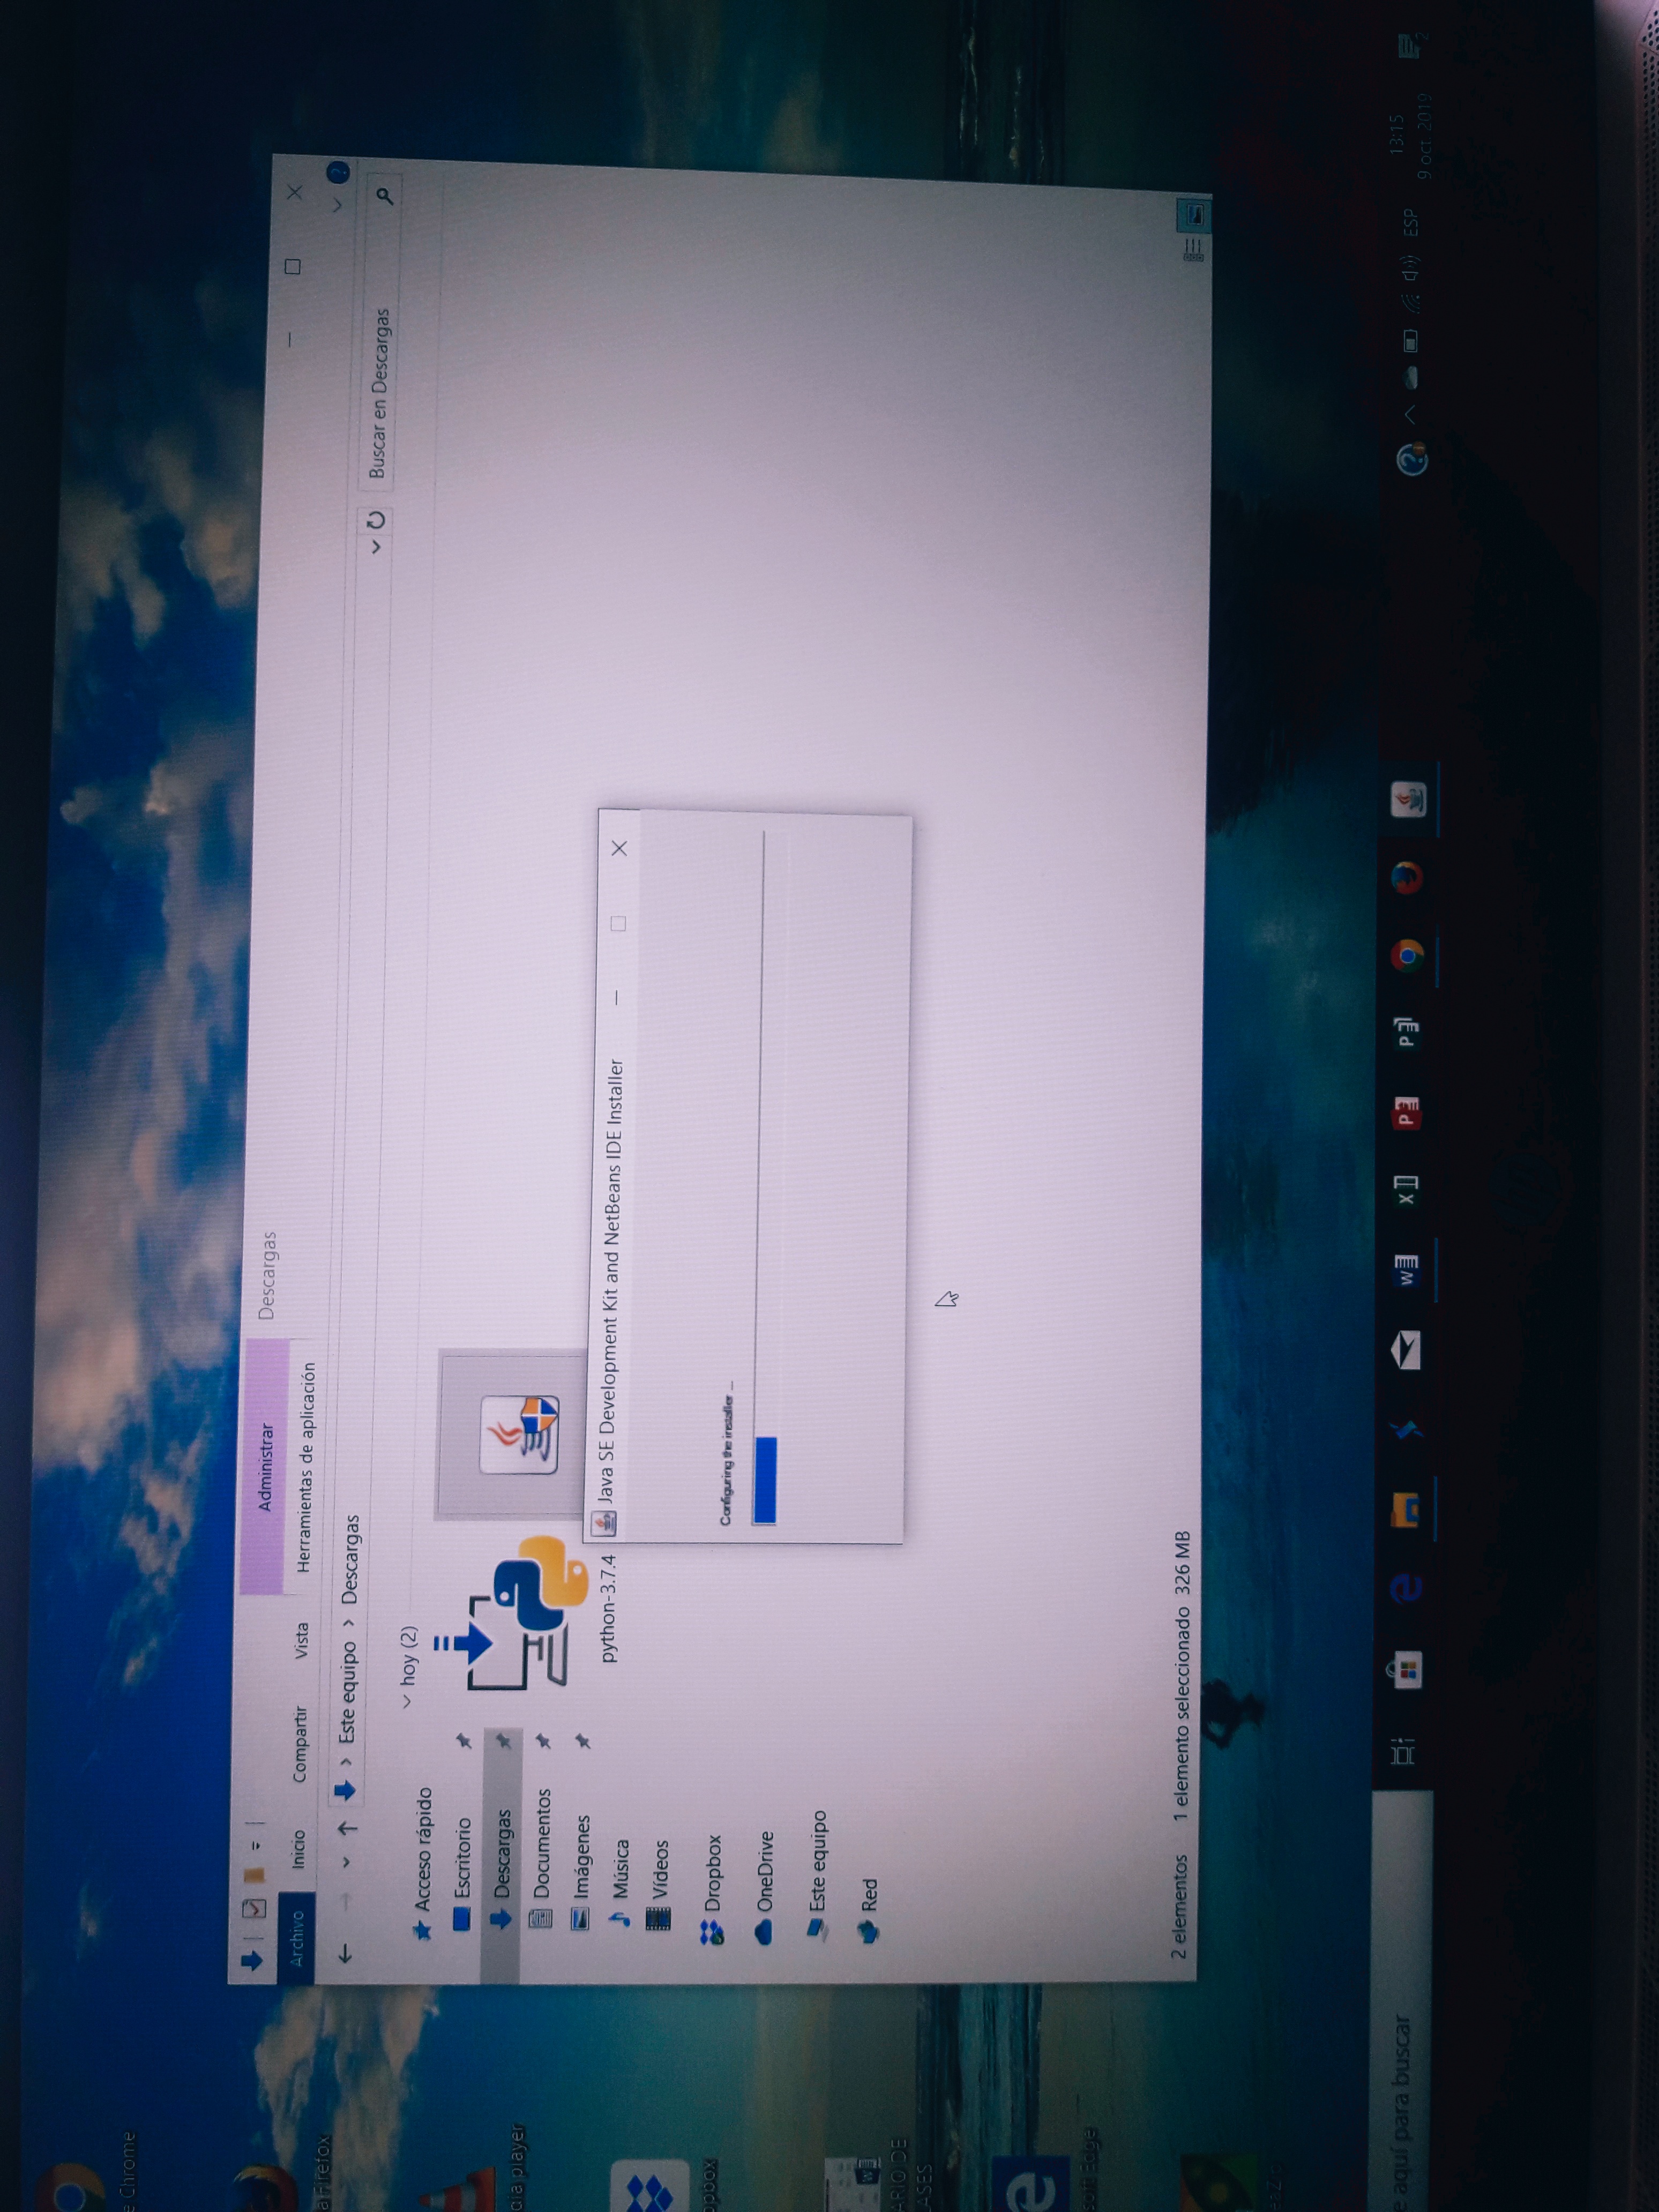 e Chrome
a Firefox
dia player
opbox
ARIO DE
LASES
soft Edge
Administrar
Descargas
Archivo
Inicio
Compartir
Vista
Herramientas de aplicación
Este equipo
Descargas
Buscar en Descargas
Acceso rápido
Escritorio
Descargas
Documentos
Imágenes
Música
Vídeos
Dropbox
OneDrive
Este equipo
Red
hoy (2)
python-3.7.4
Java SE Development Kit and NetBeans IDE Installer
Configuring the installer ...
2 elementos
1 elemento seleccionado 326 MB
e aquí para buscar
ESP
13:15
9 oct. 2019
2